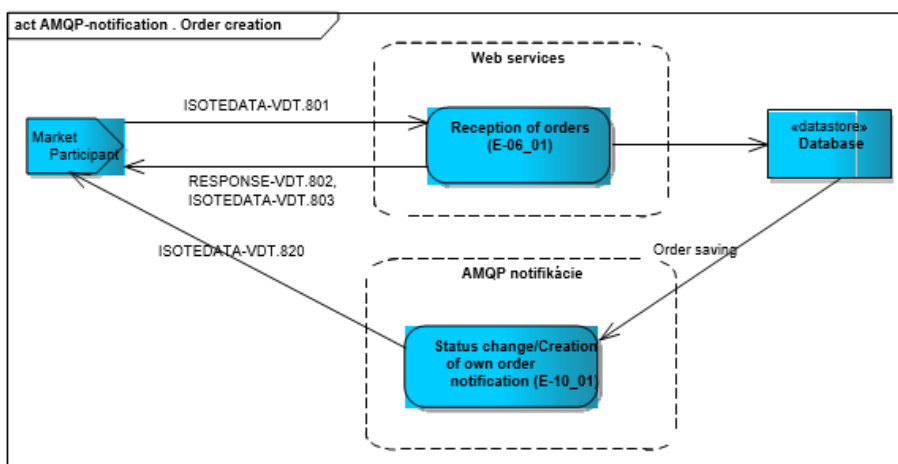 act AMQP-notification . Order creation
Web services
ISOTEDATA-VDT.801
Market
Participant
Reception of orders
(E-06_01)
«datastore»
Database
RESPONSE-VDT.802,
ISOTEDATA-VDT.803
ISOTEDATA-VDT.820
Order saving
AMQP notifikácie
Status change/Creation
of own order
notification (E-10_01)